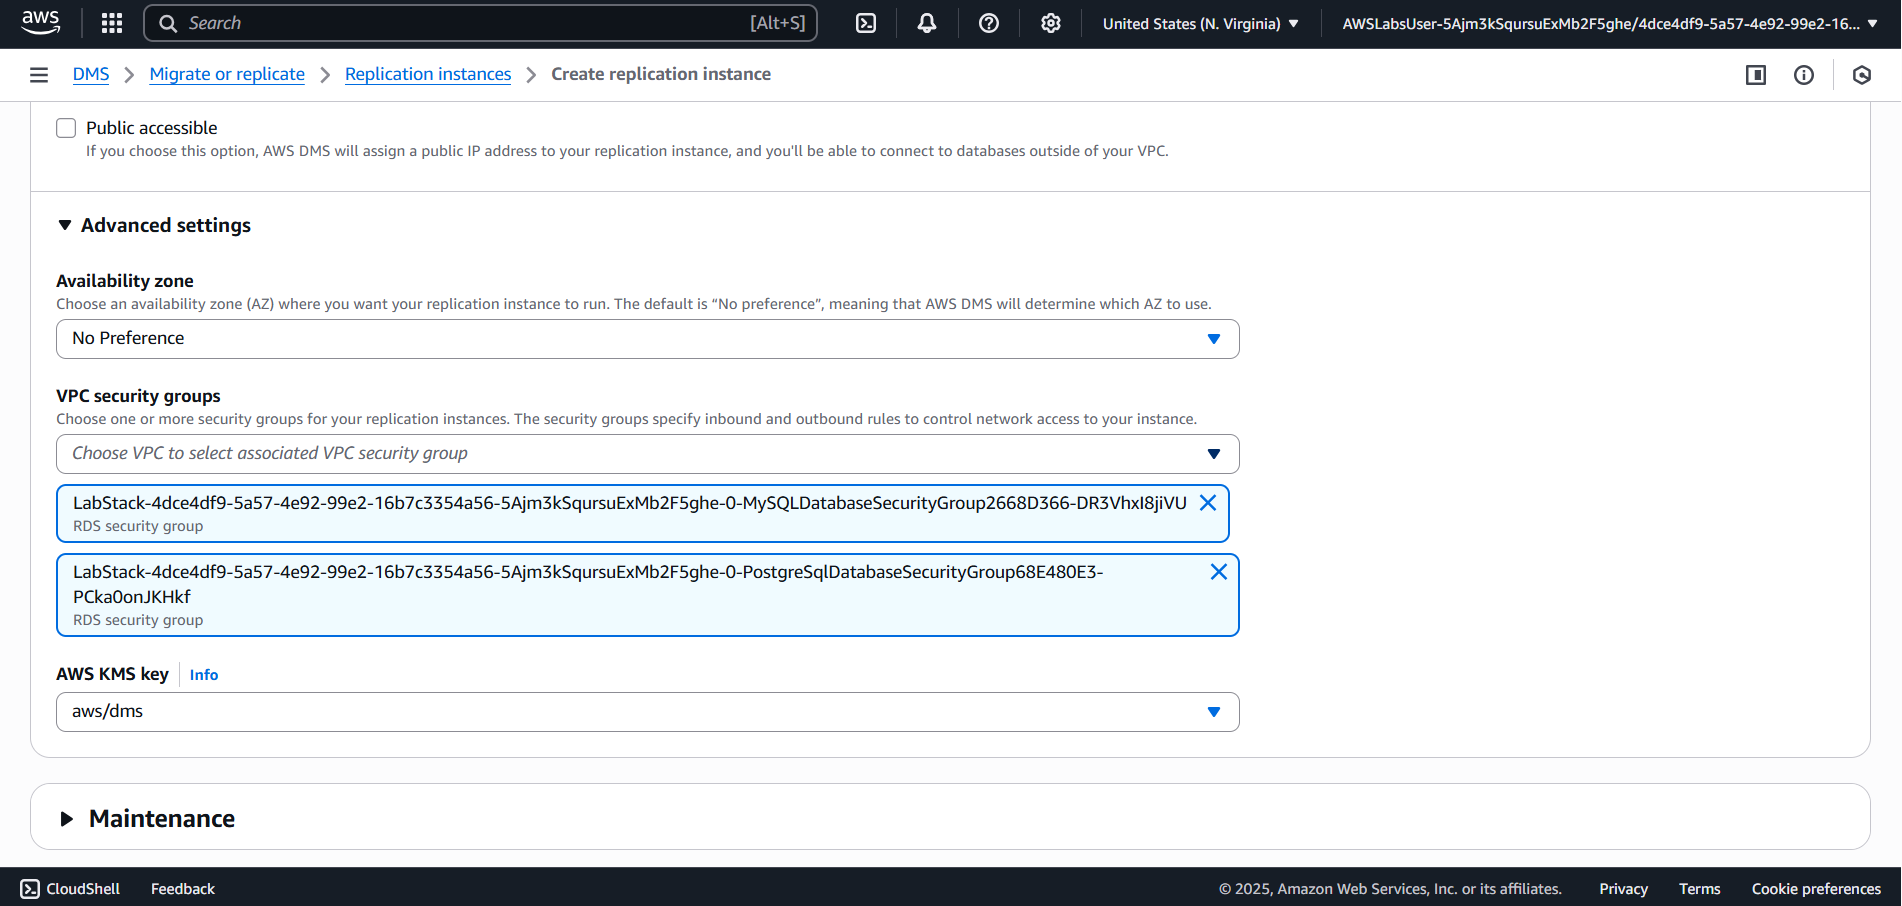 aws
Search
[Alt+S]
United States (N. Virginia)
AWSLabsUser-5Ajm3kSqursuExMb2F5ghe/4dce4df9-5a57-4e92-99e2-16...
DMS
Migrate or replicate
Replication instances
Create replication instance
Public accessible
If you choose this option, AWS DMS will assign a public IP address to your replication instance, and you'll be able to connect to databases outside of your VPC.
Advanced settings
Availability zone
Choose an availability zone (AZ) where you want your replication instance to run. The default is “No preference”, meaning that AWS DMS will determine which AZ to use.
No Preference
VPC security groups
Choose one or more security groups for your replication instances. The security groups specify inbound and outbound rules to control network access to your instance.
Choose VPC to select associated VPC security group
LabStack-4dce4df9-5a57-4e92-99e2-16b7c3354a56-5Ajm3kSqursuExMb2F5ghe-0-MySQLDatabaseSecurityGroup2668D366-DR3VhxI8jiVU
RDS security group
LabStack-4dce4df9-5a57-4e92-99e2-16b7c3354a56-5Ajm3kSqursuExMb2F5ghe-0-PostgreSqlDatabaseSecurityGroup68E480E3-
PCka0onJKHkf
RDS security group
AWS KMS key
Info
aws/dms
Maintenance
CloudShell
Feedback
© 2025, Amazon Web Services, Inc. or its affiliates.
Privacy
Terms
Cookie preferences